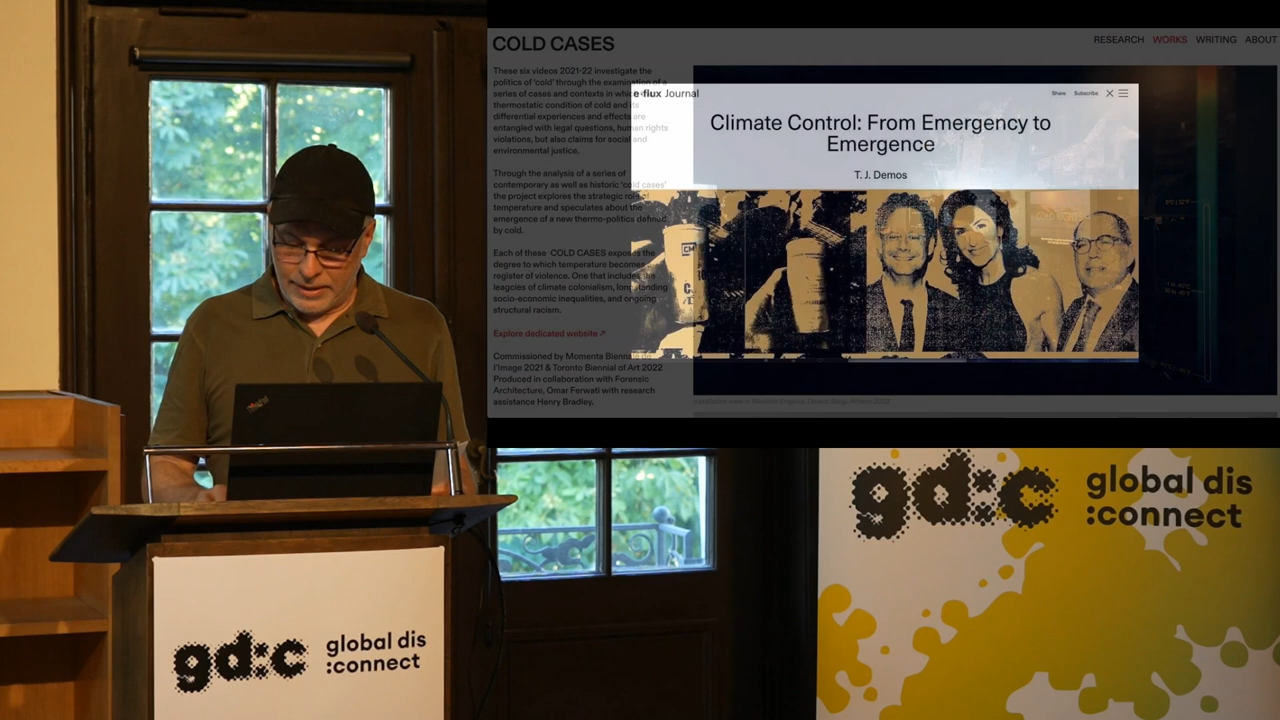 COLD CASES
RESEARCH WORKS WRITING ABOUT
These six videos 2021-22 investigate the
politics of 'cold' through the examination of a
series of cases and contexts in which the
thermostatic condition of cold and its
differential experiences and effects are
entangled with legal questions, human rights
violations, but also claims for social and
environmental justice.
Through the analysis of a series of
contemporary as well as historic 'cold cases'
the project explores the strategic role of
temperature and speculates about the
emergence of a new thermo-politics defined
by cold.
Each of these COLD CASES exposes the
degree to which temperature becomes a
register of violence. One that includes the
leagcies of climate colonialism, longstanding
socio-economic inequalities, and ongoing
structural racism.
Explore dedicated website ↗
Commissioned by Momenta Biennale de
l'Image 2021 & Toronto Biennial of Art 2022
Produced in collaboration with Forensic
Architecture, Omar Ferwati with research
assistance Henry Bradley.
e-flux Journal
Share Subscribe
Climate Control: From Emergency to
Emergence
T. J. Demos
gd:c global dis
:connect
gd:c global dis
:connect